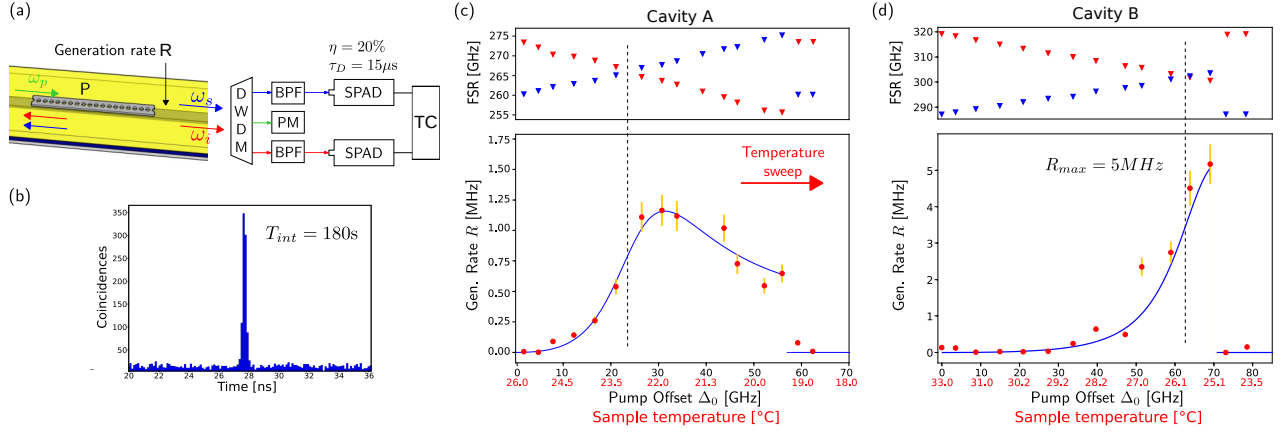 (a)
Generation rate R
η = 20%
τ_D = 15μs
ω_p
P
ω_s
ω_i
D
W
D
M
BPF
SPAD
PM
BPF
SPAD
TC
(b)
T_int = 180s
Coincidences
350
300
250
200
150
100
50
20 22 24 26 28 30 32 34 36
Time [ns]
(c)
Cavity A
FSR [GHz]
275
270
265
260
255
Temperature
sweep
Gen. Rate R [MHz]
1.75
1.50
1.25
1.00
0.75
0.50
0.25
0.00
0 10 20 30 40 50 60 70
26.0 24.5 23.5 22.0 21.3 20.0 19.0 18.0
Pump Offset Δ₀ [GHz]
Sample temperature [°C]
(d)
Cavity B
FSR [GHz]
320
310
300
290
R_max = 5MHz
Gen. Rate R [MHz]
5
4
3
2
1
0
0 10 20 30 40 50 60 70 80
33.0 31.0 30.2 29.2 28.2 27.0 26.1 25.1 23.5
Pump Offset Δ₀ [GHz]
Sample temperature [°C]